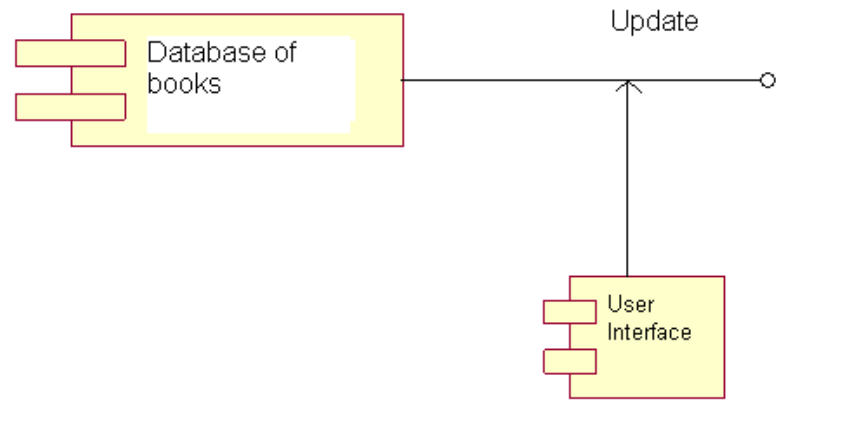 Update
Database of
books
User
Interface